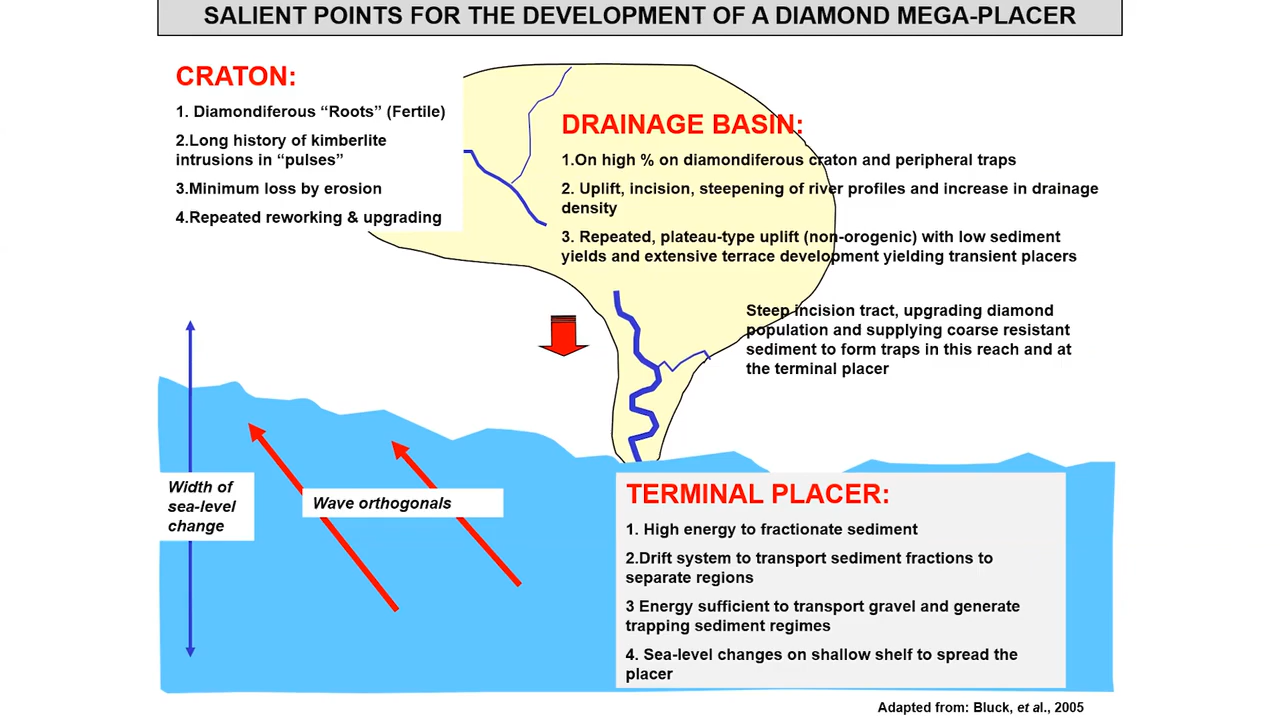 SALIENT POINTS FOR THE DEVELOPMENT OF A DIAMOND MEGA-PLACER
CRATON:
1. Diamondiferous “Roots” (Fertile)
2.Long history of kimberlite
intrusions in “pulses”
3.Minimum loss by erosion
4.Repeated reworking & upgrading
DRAINAGE BASIN:
1.On high % on diamondiferous craton and peripheral traps
2. Uplift, incision, steepening of river profiles and increase in drainage
density
3. Repeated, plateau-type uplift (non-orogenic) with low sediment
yields and extensive terrace development yielding transient placers
Steep incision tract, upgrading diamond
population and supplying coarse resistant
sediment to form traps in this reach and at
the terminal placer
Width of
sea-level
change
Wave orthogonals
TERMINAL PLACER:
1. High energy to fractionate sediment
2.Drift system to transport sediment fractions to
separate regions
3 Energy sufficient to transport gravel and generate
trapping sediment regimes
4. Sea-level changes on shallow shelf to spread the
placer
Adapted from: Bluck, et al., 2005